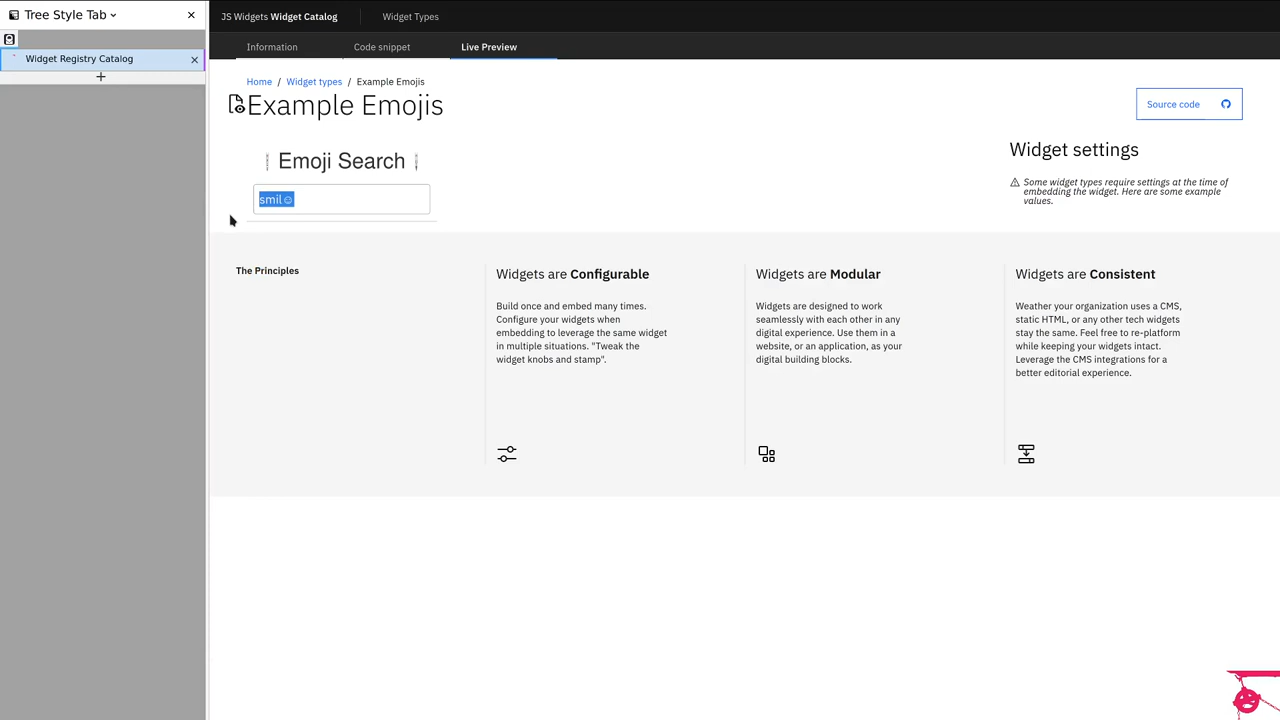 Tree Style Tab
Widget Registry Catalog
JS Widgets Widget Catalog
Widget Types
Information
Code snippet
Live Preview
Home / Widget types / Example Emojis
Example Emojis
Source code
Emoji Search
smil☺
Widget settings
Some widget types require settings at the time of
embedding the widget. Here are some example
values.
The Principles
Widgets are Configurable
Build once and embed many times.
Configure your widgets when
embedding to leverage the same widget
in multiple situations. "Tweak the
widget knobs and stamp".
Widgets are Modular
Widgets are designed to work
seamlessly with each other in any
digital experience. Use them in a
website, or an application, as your
digital building blocks.
Widgets are Consistent
Weather your organization uses a CMS,
static HTML, or any other tech widgets
stay the same. Feel free to re-platform
while keeping your widgets intact.
Leverage the CMS integrations for a
better editorial experience.